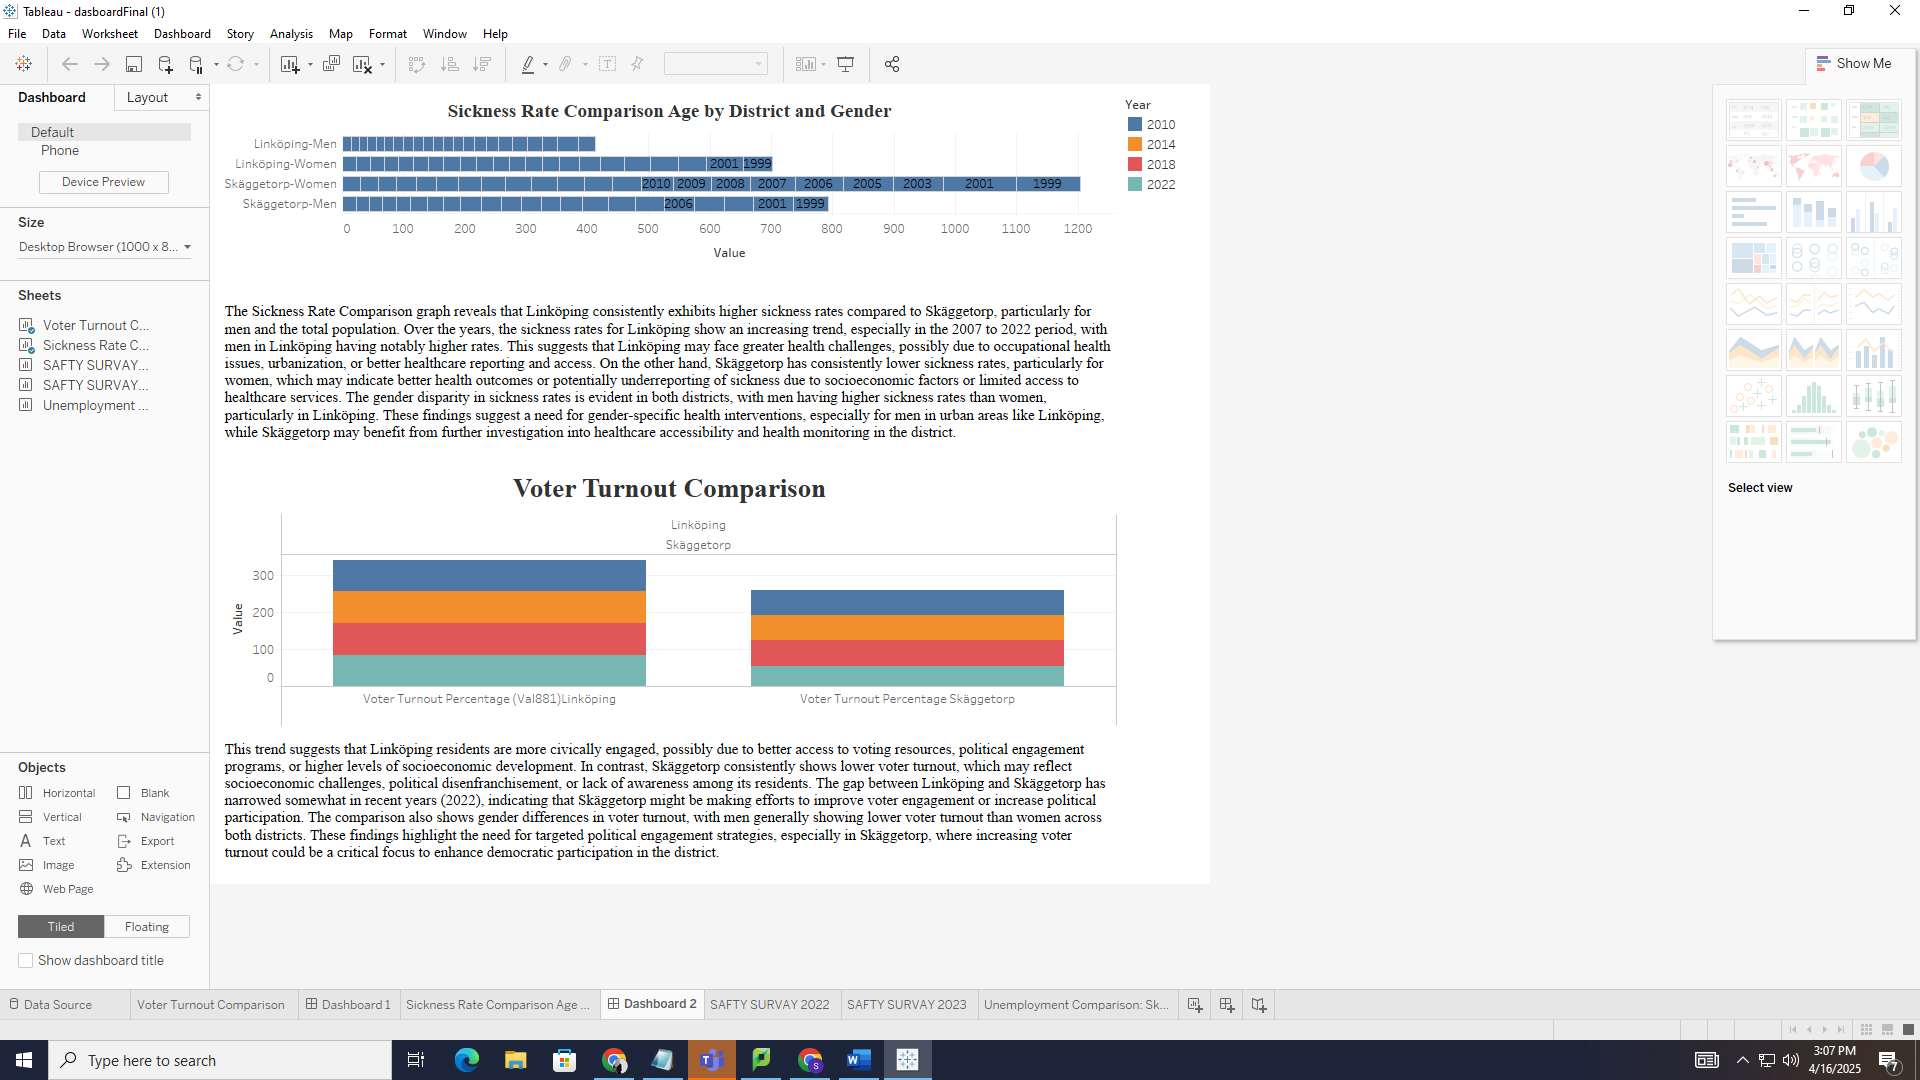 Tableau - dasboardFinal (1)
File Data Worksheet Dashboard Story Analysis Map Format Window Help
Show Me
Dashboard Layout
Default
Phone
Device Preview
Size
Desktop Browser (1000 x 8...
Sheets
Voter Turnout C...
Sickness Rate C...
SAFTY SURVAY...
SAFTY SURVAY...
Unemployment ...
Objects
Horizontal Blank
Vertical Navigation
Text Export
Image Extension
Web Page
Tiled Floating
Show dashboard title
Sickness Rate Comparison Age by District and Gender
Linköping-Men
Linköping-Women 2001 1999
Skäggetorp-Women 2010 2009 2008 2007 2006 2005 2003 2001 1999
Skäggetorp-Men 2006 2001 1999
0 100 200 300 400 500 600 700 800 900 1000 1100 1200
Value
Year
2010
2014
2018
2022
The Sickness Rate Comparison graph reveals that Linköping consistently exhibits higher sickness rates compared to Skäggetorp, particularly for
men and the total population. Over the years, the sickness rates for Linköping show an increasing trend, especially in the 2007 to 2022 period, with
men in Linköping having notably higher rates. This suggests that Linköping may face greater health challenges, possibly due to occupational health
issues, urbanization, or better healthcare reporting and access. On the other hand, Skäggetorp has consistently lower sickness rates, particularly for
women, which may indicate better health outcomes or potentially underreporting of sickness due to socioeconomic factors or limited access to
healthcare services. The gender disparity in sickness rates is evident in both districts, with men having higher sickness rates than women,
particularly in Linköping. These findings suggest a need for gender-specific health interventions, especially for men in urban areas like Linköping,
while Skäggetorp may benefit from further investigation into healthcare accessibility and health monitoring in the district.
Voter Turnout Comparison
Linköping
Skäggetorp
300
200
100
0
Value
Voter Turnout Percentage (Val881)Linköping Voter Turnout Percentage Skäggetorp
This trend suggests that Linköping residents are more civically engaged, possibly due to better access to voting resources, political engagement
programs, or higher levels of socioeconomic development. In contrast, Skäggetorp consistently shows lower voter turnout, which may reflect
socioeconomic challenges, political disenfranchisement, or lack of awareness among its residents. The gap between Linköping and Skäggetorp has
narrowed somewhat in recent years (2022), indicating that Skäggetorp might be making efforts to improve voter engagement or increase political
participation. The comparison also shows gender differences in voter turnout, with men generally showing lower voter turnout than women across
both districts. These findings highlight the need for targeted political engagement strategies, especially in Skäggetorp, where increasing voter
turnout could be a critical focus to enhance democratic participation in the district.
Select view
Data Source Voter Turnout Comparison Dashboard 1 Sickness Rate Comparison Age ... Dashboard 2 SAFTY SURVAY 2022 SAFTY SURVAY 2023 Unemployment Comparison: Sk...
Type here to search
3:07 PM
4/16/2025
7